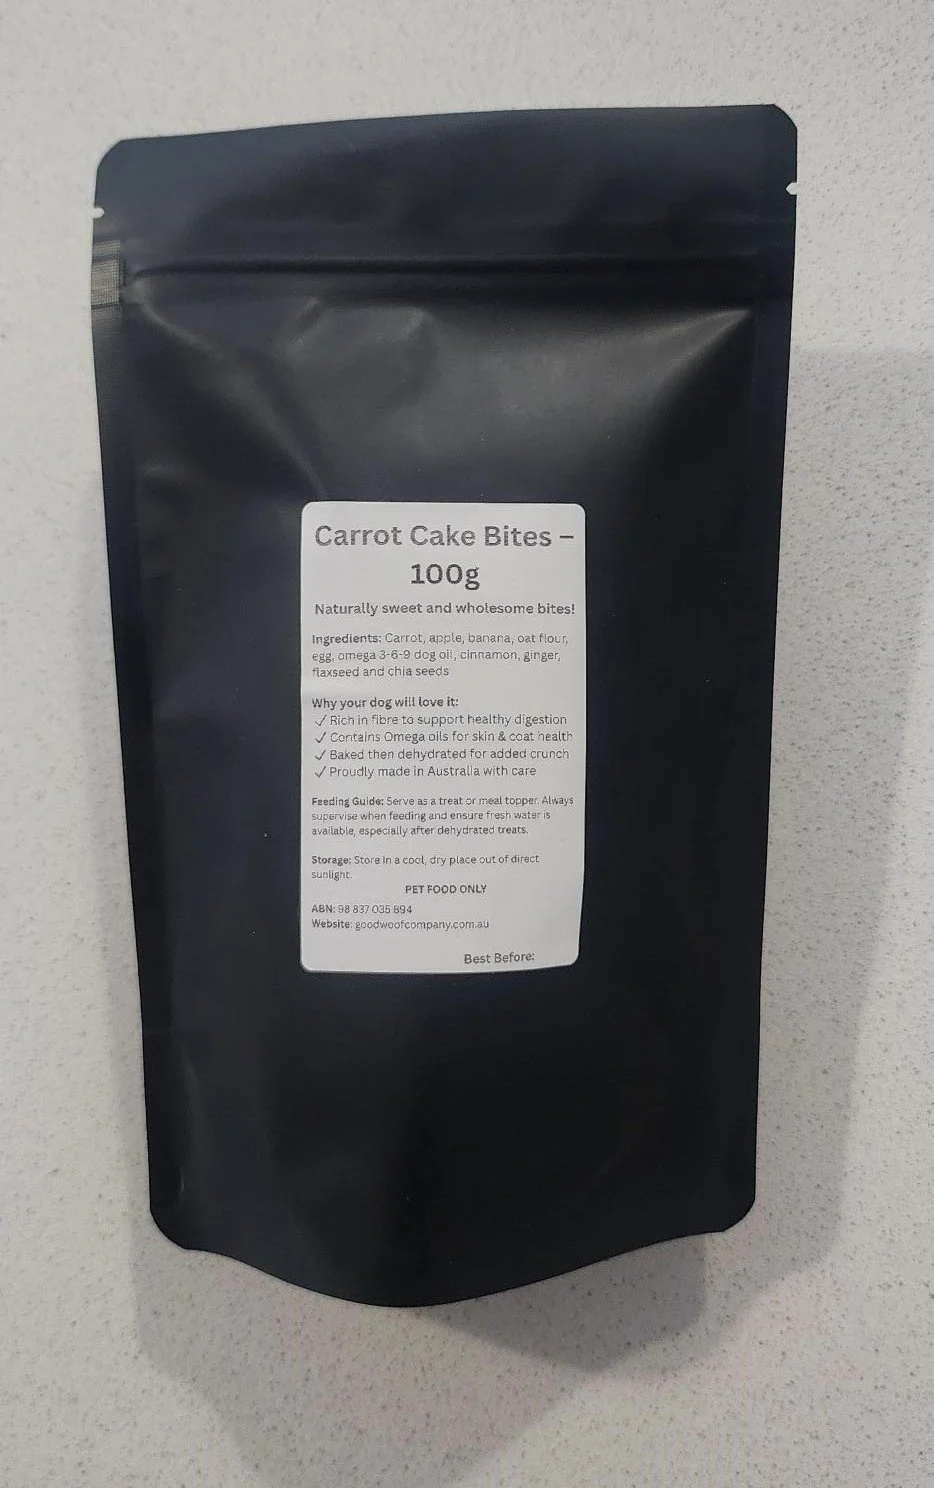 Carrot Cake Bites –
100g
Naturally sweet and wholesome bites!
Ingredients: Carrot, apple, banana, oat flour,
egg, omega 3-6-9 dog oil, cinnamon, ginger,
flaxseed and chia seeds
Why your dog will love it:
✓ Rich in fibre to support healthy digestion
✓ Contains Omega oils for skin & coat health
✓ Baked then dehydrated for added crunch
✓ Proudly made in Australia with care
Feeding Guide: Serve as a treat or meal topper. Always
supervise when feeding and ensure fresh water is
available, especially after dehydrated treats.
Storage: Store in a cool, dry place out of direct
sunlight.
PET FOOD ONLY
ABN: 98 837 035 894
Website: goodwoofcompany.com.au
Best Before: